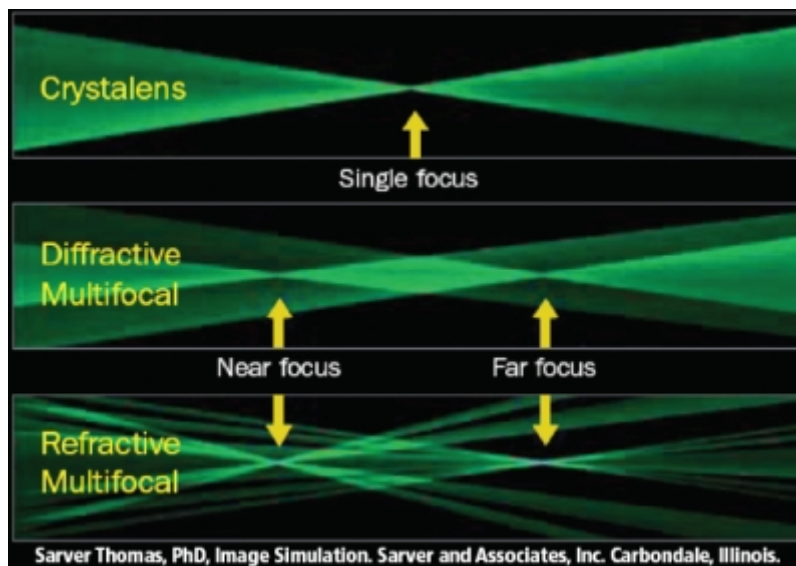 Crystalens
Single focus
Diffractive
Multifocal
Near focus Far focus
Refractive
Multifocal
Sarver Thomas, PhD, Image Simulation. Sarver and Associates, Inc. Carbondale, Illinois.